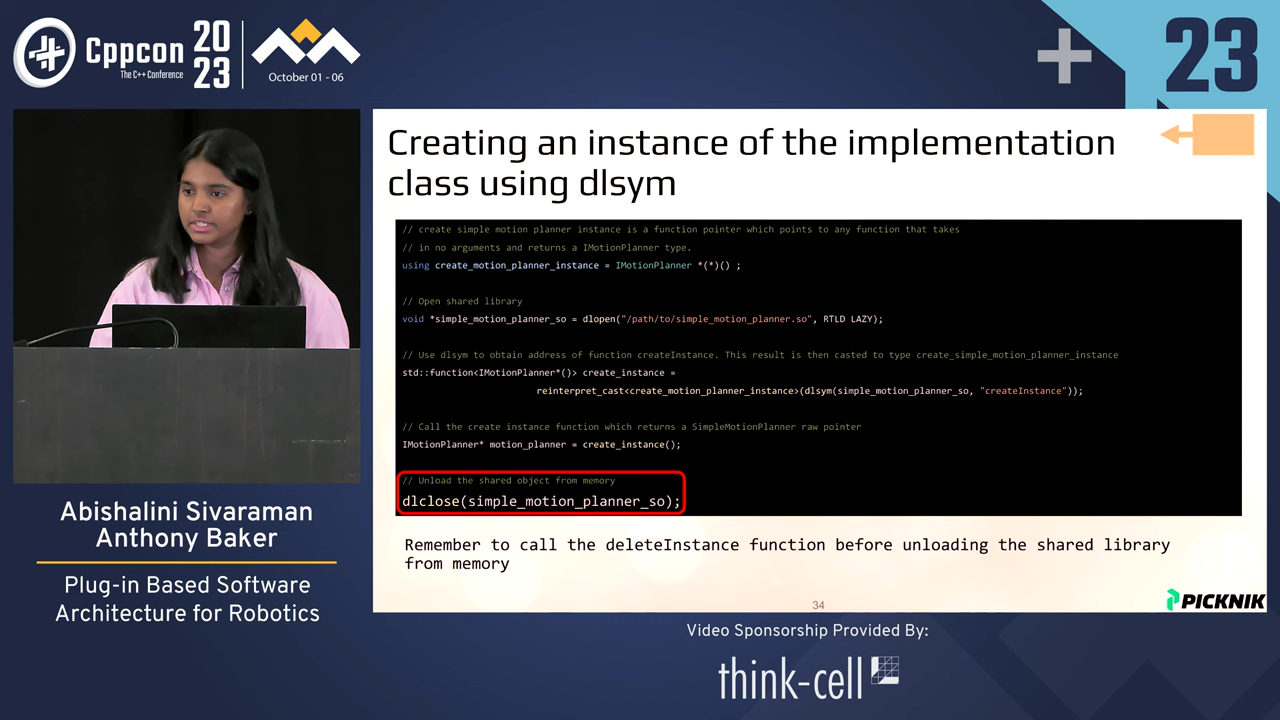 Cppcon
The C++ Conference
20
23
October 01 - 06
23
Creating an instance of the implementation
class using dlsym
// create simple motion planner instance is a function pointer which points to any function that takes
// in no arguments and returns a IMotionPlanner type.
using create_motion_planner_instance = IMotionPlanner *(*)() ;
// Open shared library
void *simple_motion_planner_so = dlopen("/path/to/simple_motion_planner.so", RTLD LAZY);
// Use dlsym to obtain address of function createInstance. This result is then casted to type create_simple_motion_planner_instance
std::function<IMotionPlanner*()> create_instance =
reinterpret_cast<create_motion_planner_instance>(dlsym(simple_motion_planner_so, "createInstance"));
// Call the create instance function which returns a SimpleMotionPlanner raw pointer
IMotionPlanner* motion_planner = create_instance();
// Unload the shared object from memory
dlclose(simple_motion_planner_so);
Remember to call the deleteInstance function before unloading the shared library
from memory
34
PICKNIK
Abishalini Sivaraman
Anthony Baker
Plug-in Based Software
Architecture for Robotics
Video Sponsorship Provided By:
think-cell